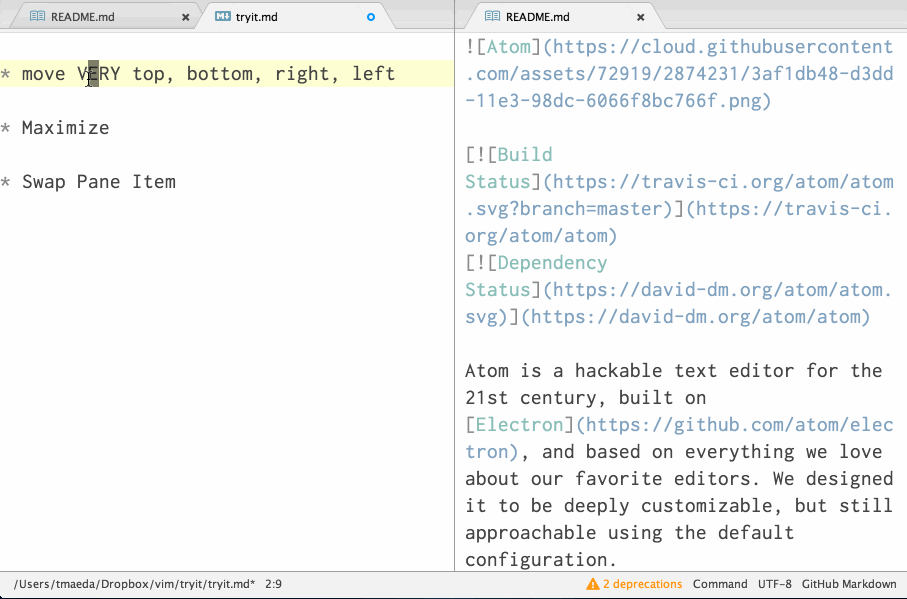 README.md
tryit.md
README.md
* move VERY top, bottom, right, left
* Maximize
* Swap Pane Item
![Atom](https://cloud.githubusercontent
.com/assets/72919/2874231/3af1db48-d3dd
-11e3-98dc-6066f8bc766f.png)
[![Build
Status](https://travis-ci.org/atom/atom
.svg?branch=master)](https://travis-ci.
org/atom/atom)
[![Dependency
Status](https://david-dm.org/atom/atom.
svg)](https://david-dm.org/atom/atom)
Atom is a hackable text editor for the
21st century, built on
[Electron](https://github.com/atom/elec
tron), and based on everything we love
about our favorite editors. We designed
it to be deeply customizable, but still
approachable using the default
configuration.
/Users/tmaeda/Dropbox/vim/tryit/tryit.md* 2:9
2 deprecations Command UTF-8 GitHub Markdown